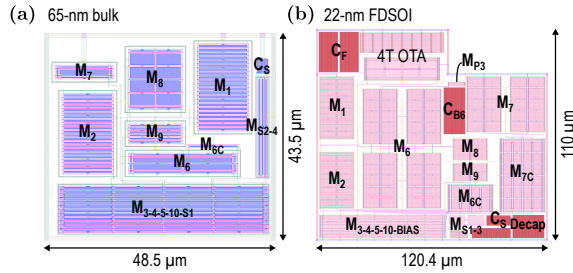 (a) 65-nm bulk
M7
M8
M1
CS
M2
M9
MS2-4
M6C
M6
M3-4-5-10-S1
43.5 µm
48.5 µm
(b) 22-nm FDSOI
CF
4T OTA
MP3
M1
CB6
M7
M6
M8
M9
M2
M7C
M6C
M3-4-5-10-BIAS
MS1-3
CS
Decap
110 µm
120.4 µm